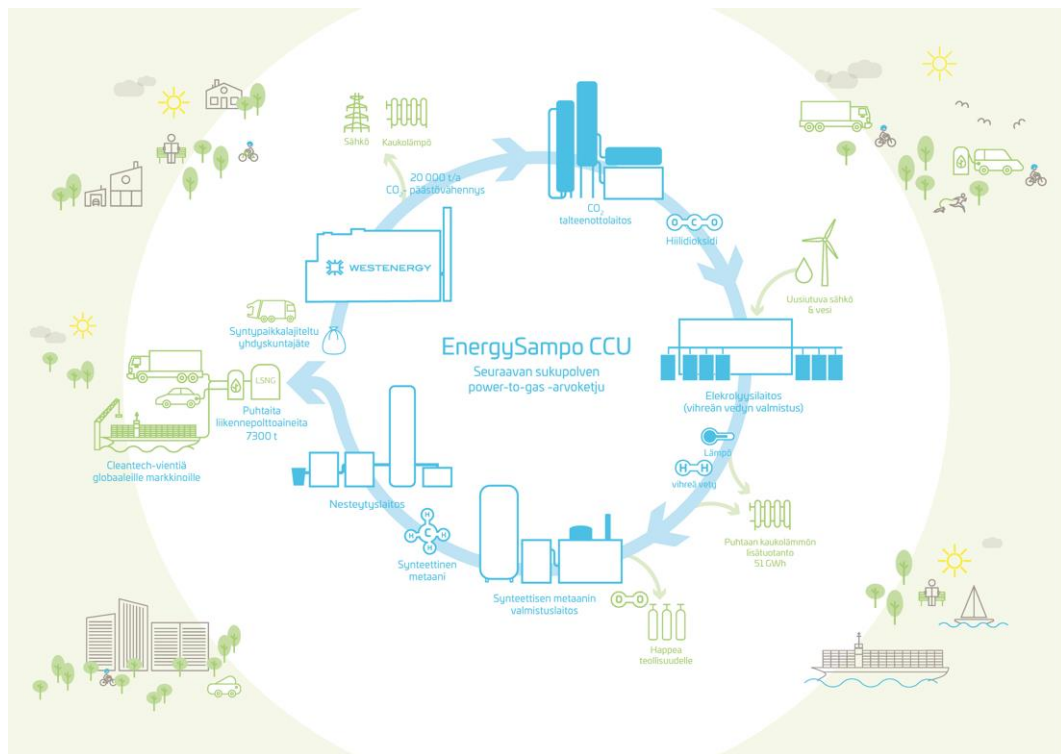 Sähkö
Kaukolämpö
20 000 t/a
CO₂ - päästövähennys
CO₂
talteenottolaitos
Hiilidioksidi
O C O
WESTENERGY
Uusiutuva sähkö
& vesi
Syntypaikkalajiteltu
yhdyskuntajäte
EnergySampo CCU
Seuraavan sukupolven
power-to-gas -arvoketju
Elekrolyysilaitos
(vihreän vedyn valmistus)
LSNG
Puhtaita
liikennepolttoaineita
7300 t
Cleantech-vientiä
globaaleille markkinoille
Lämpö
H H
vihreä vety
Nesteytyslaitos
H
H C H
H
Synteettinen
metaani
Synteettisen metaanin
valmistuslaitos
Puhtaan kaukolämmön
lisätuotanto
51 GWh
O O
Happea
teollisuudelle